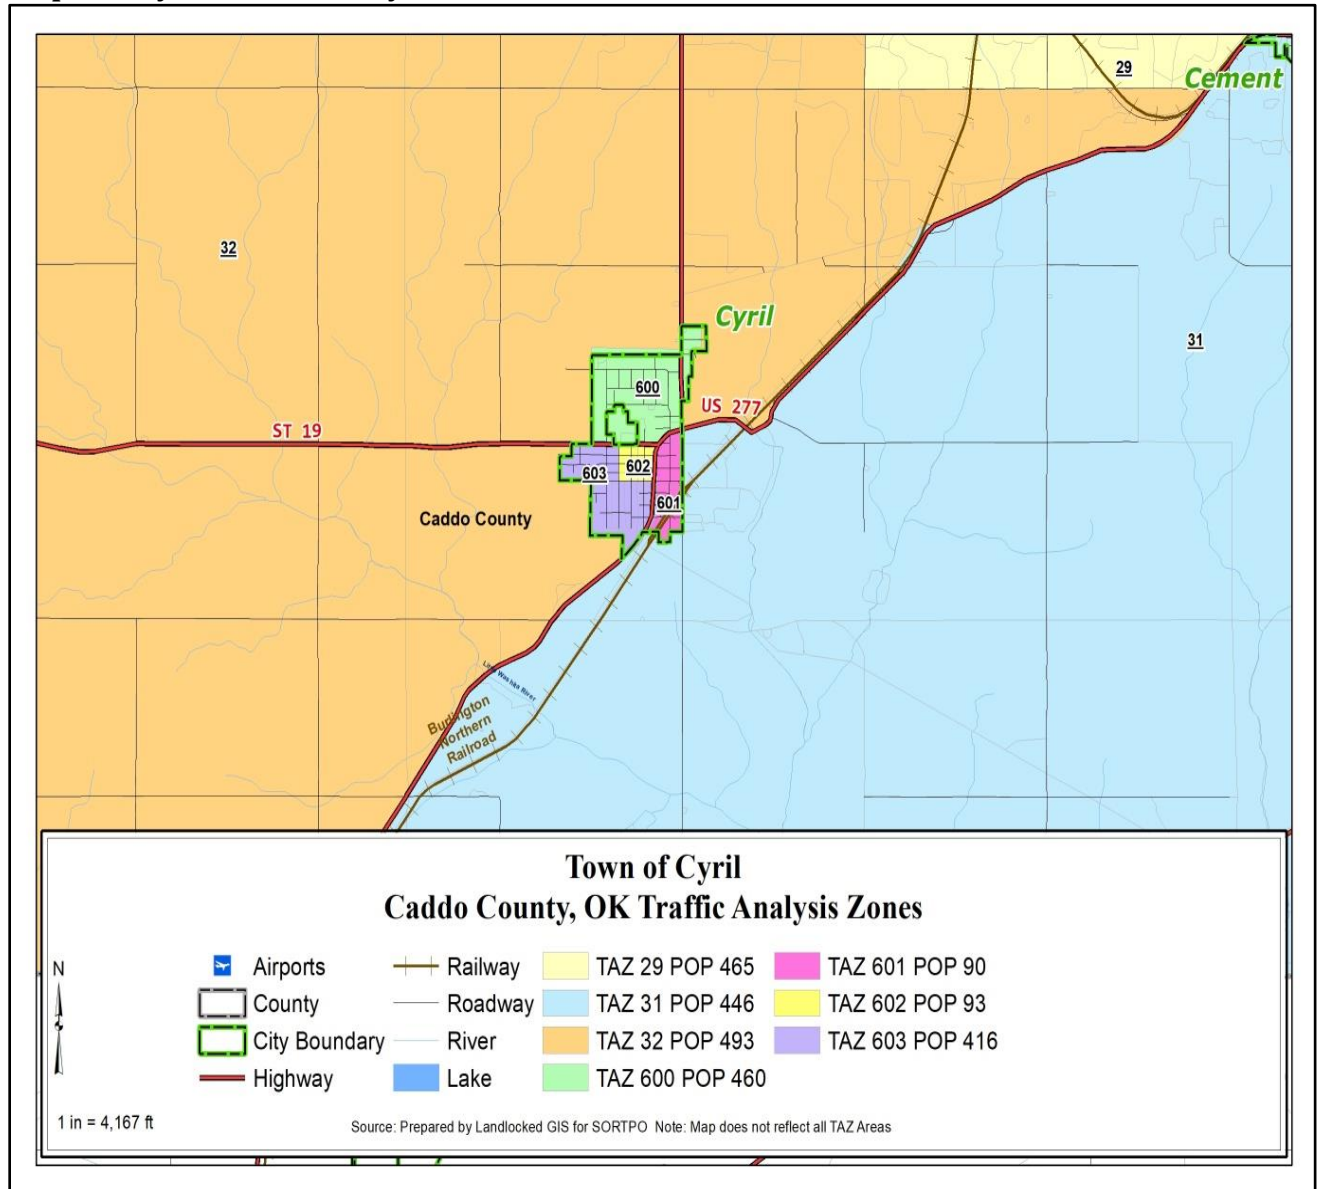 29
Cement
32
Cyril
31
600
US 277
ST 19
602
603
601
Caddo County
Little Washita River
Burlington
Northern
Railroad
Town of Cyril
Caddo County, OK Traffic Analysis Zones
N
Airports
County
City Boundary
Highway
Railway
Roadway
River
Lake
TAZ 29 POP 465
TAZ 31 POP 446
TAZ 32 POP 493
TAZ 600 POP 460
TAZ 601 POP 90
TAZ 602 POP 93
TAZ 603 POP 416
1 in = 4,167 ft
Source: Prepared by Landlocked GIS for SORTPO Note: Map does not reflect all TAZ Areas